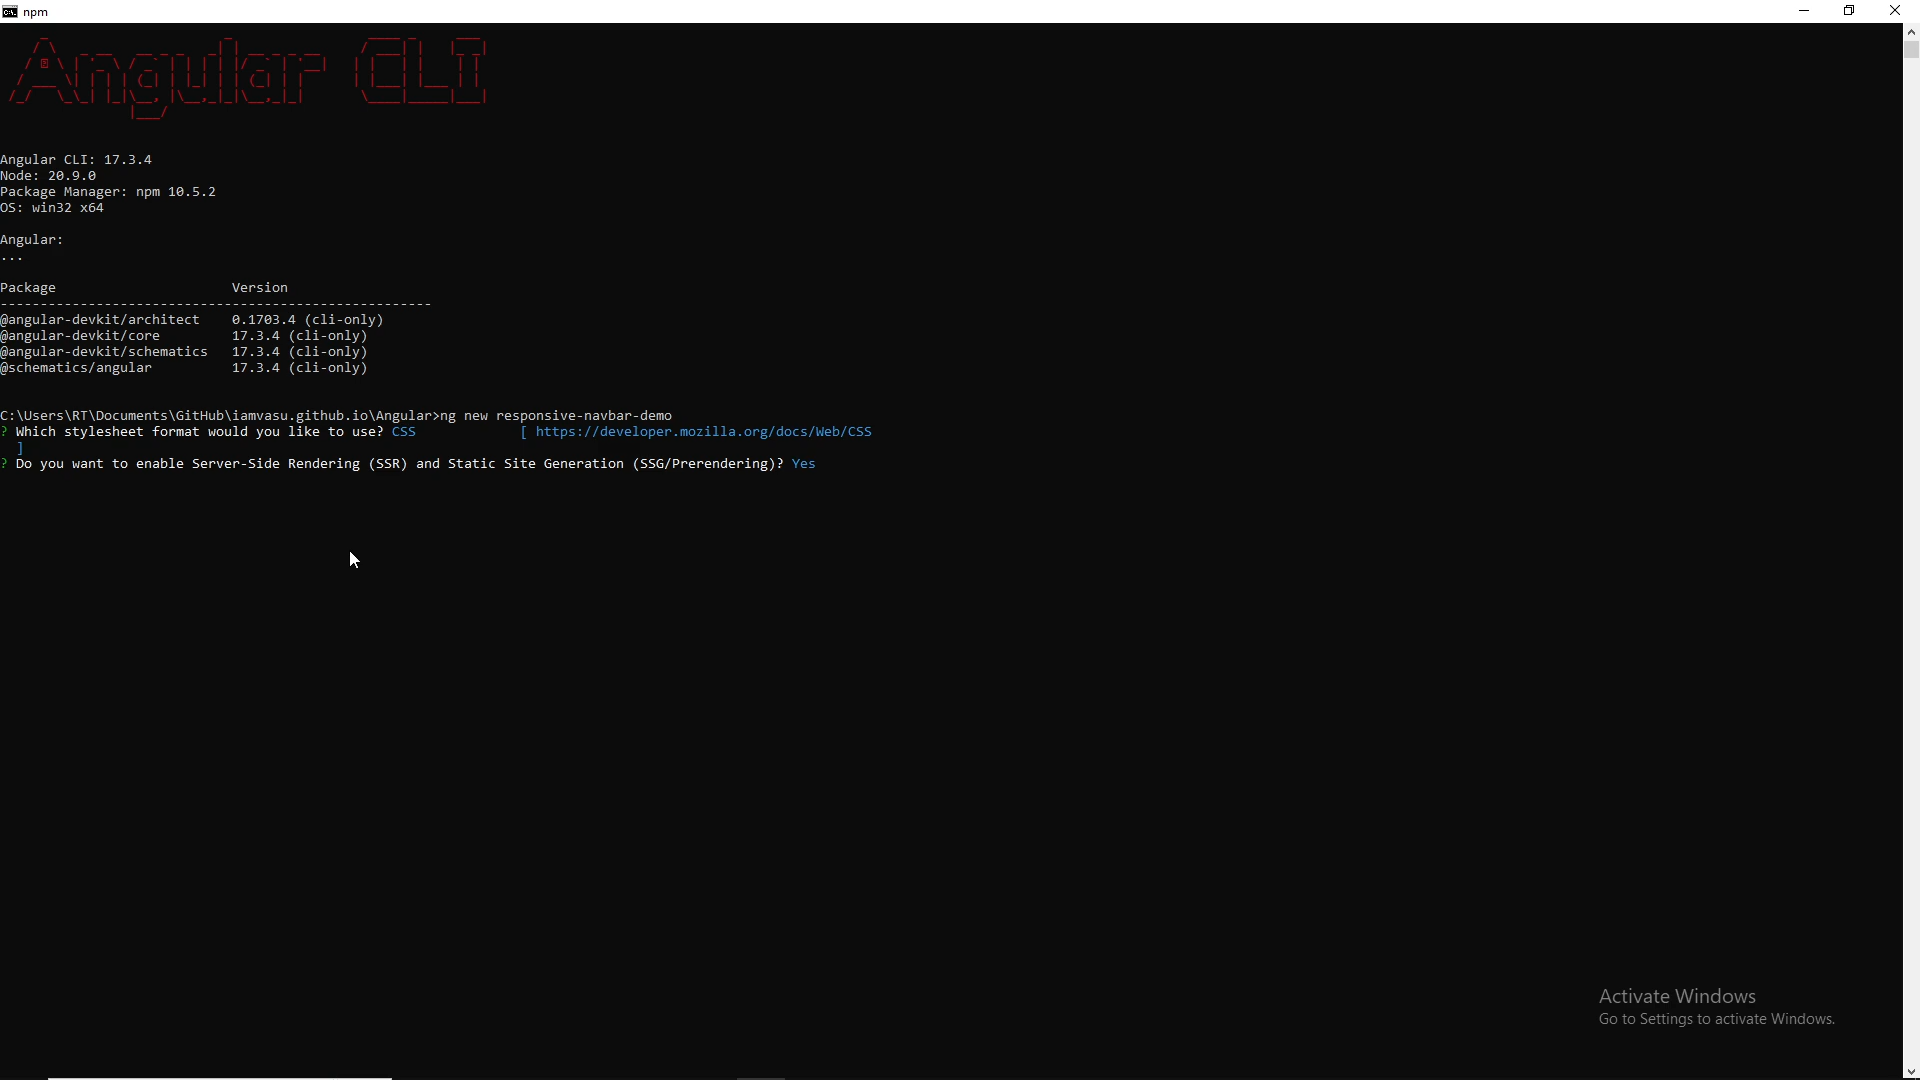 npm
Angular CLI
Angular CLI: 17.3.4
Node: 20.9.0
Package Manager: npm 10.5.2
OS: win32 x64
Angular:
...
Package                      Version
------------------------------------------------------
@angular-devkit/architect    0.1703.4 (cli-only)
@angular-devkit/core         17.3.4 (cli-only)
@angular-devkit/schematics   17.3.4 (cli-only)
@schematics/angular          17.3.4 (cli-only)
C:\Users\RT\Documents\GitHub\iamvasu.github.io\Angular>ng new responsive-navbar-demo
? Which stylesheet format would you like to use? CSS             [ https://developer.mozilla.org/docs/Web/CSS
  ]
? Do you want to enable Server-Side Rendering (SSR) and Static Site Generation (SSG/Prerendering)? Yes
Activate Windows
Go to Settings to activate Windows.